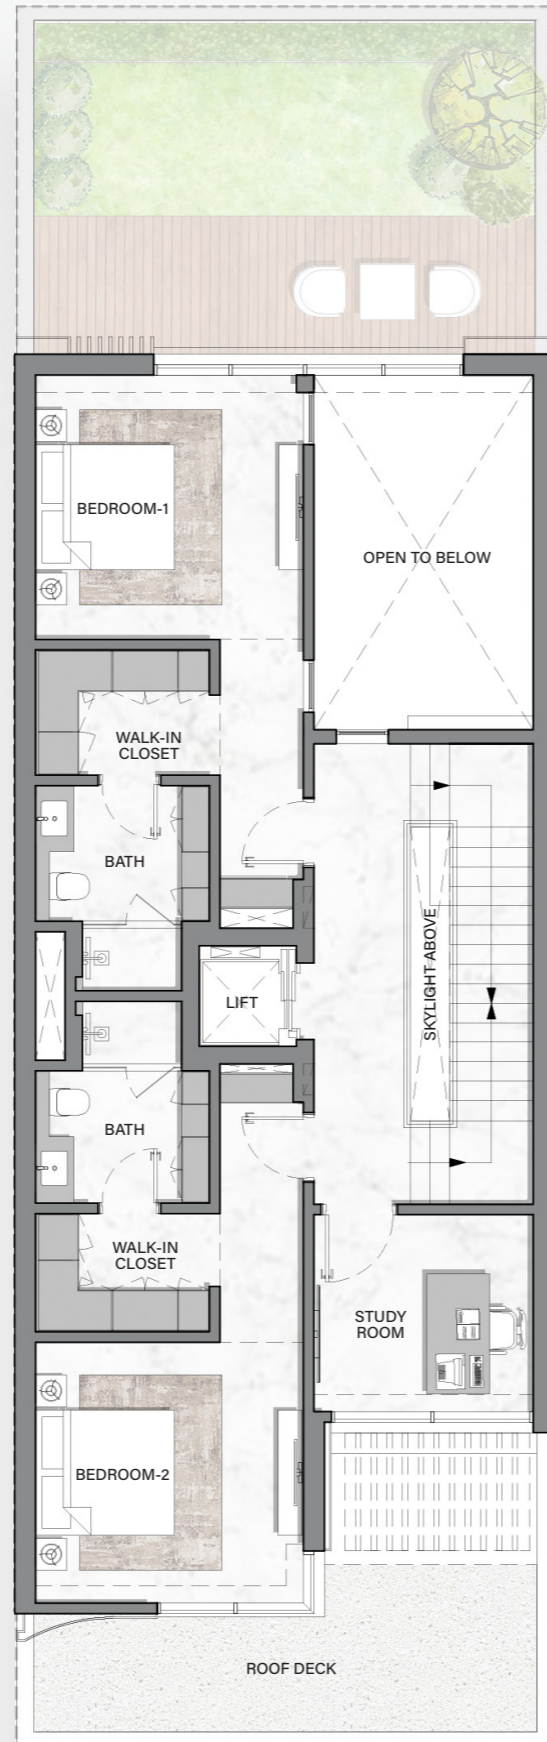 BEDROOM-1
OPEN TO BELOW
WALK-IN
CLOSET
BATH
SKYLIGHT ABOVE
LIFT
BATH
WALK-IN
CLOSET
STUDY
ROOM
BEDROOM-2
ROOF DECK